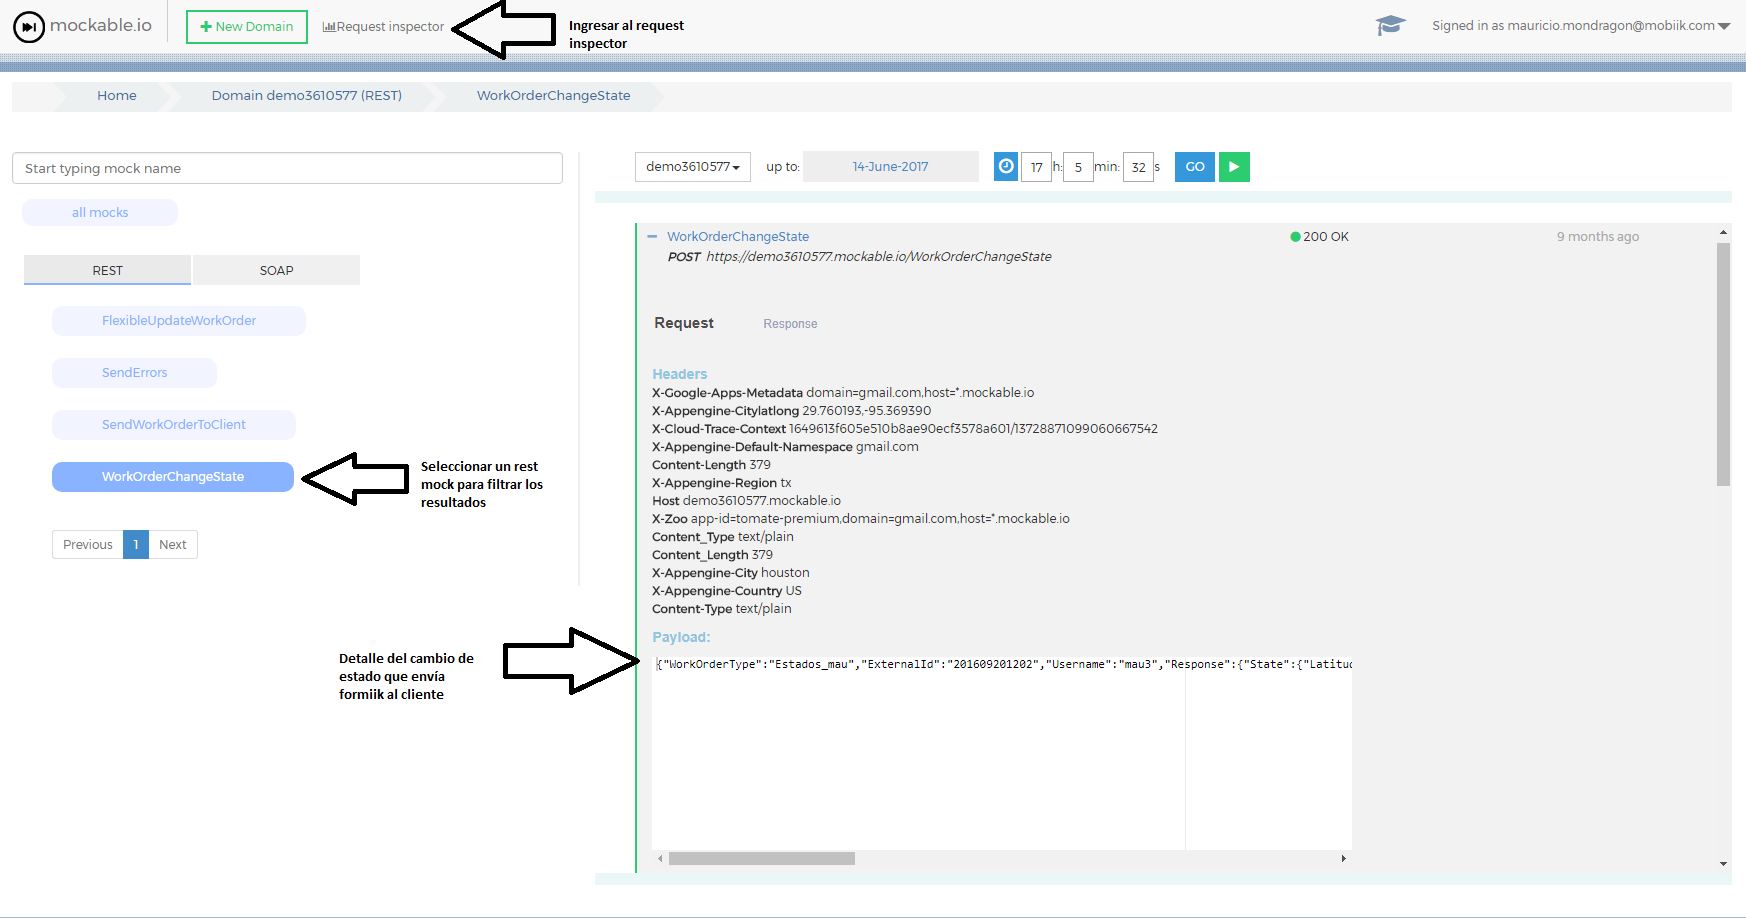 mockable.io
New Domain
Request inspector
Ingresar al request
inspector
Signed in as mauricio.mondragon@mobiik.com
Home
Domain demo3610577 (REST)
WorkOrderChangeState
Start typing mock name
demo3610577
up to:
14-June-2017
17 h: 5 min: 32 s
GO
all mocks
REST
SOAP
FlexibleUpdateWorkOrder
SendErrors
SendWorkOrderToClient
WorkOrderChangeState
Seleccionar un rest
mock para filtrar los
resultados
Previous 1 Next
WorkOrderChangeState
200 OK
9 months ago
POST https://demo3610577.mockable.io/WorkOrderChangeState
Request
Response
Headers
X-Google-Apps-Metadata domain=gmail.com,host=*.mockable.io
X-Appengine-Citylatlong 29.760193,-95.369390
X-Cloud-Trace-Context 1649613f605e510b8ae90ecf3578a601/13728871099060667542
X-Appengine-Default-Namespace gmail.com
Content-Length 379
X-Appengine-Region tx
Host demo3610577.mockable.io
X-Zoo app-id=tomate-premium,domain=gmail.com,host=*.mockable.io
Content_Type text/plain
Content_Length 379
X-Appengine-City houston
X-Appengine-Country US
Content-Type text/plain
Payload:
Detalle del cambio de
estado que envía
formiik al cliente
{"WorkOrderType":"Estados_mau","ExternalId":"201609201202","Username":"mau3","Response":{"State":{"Latitud